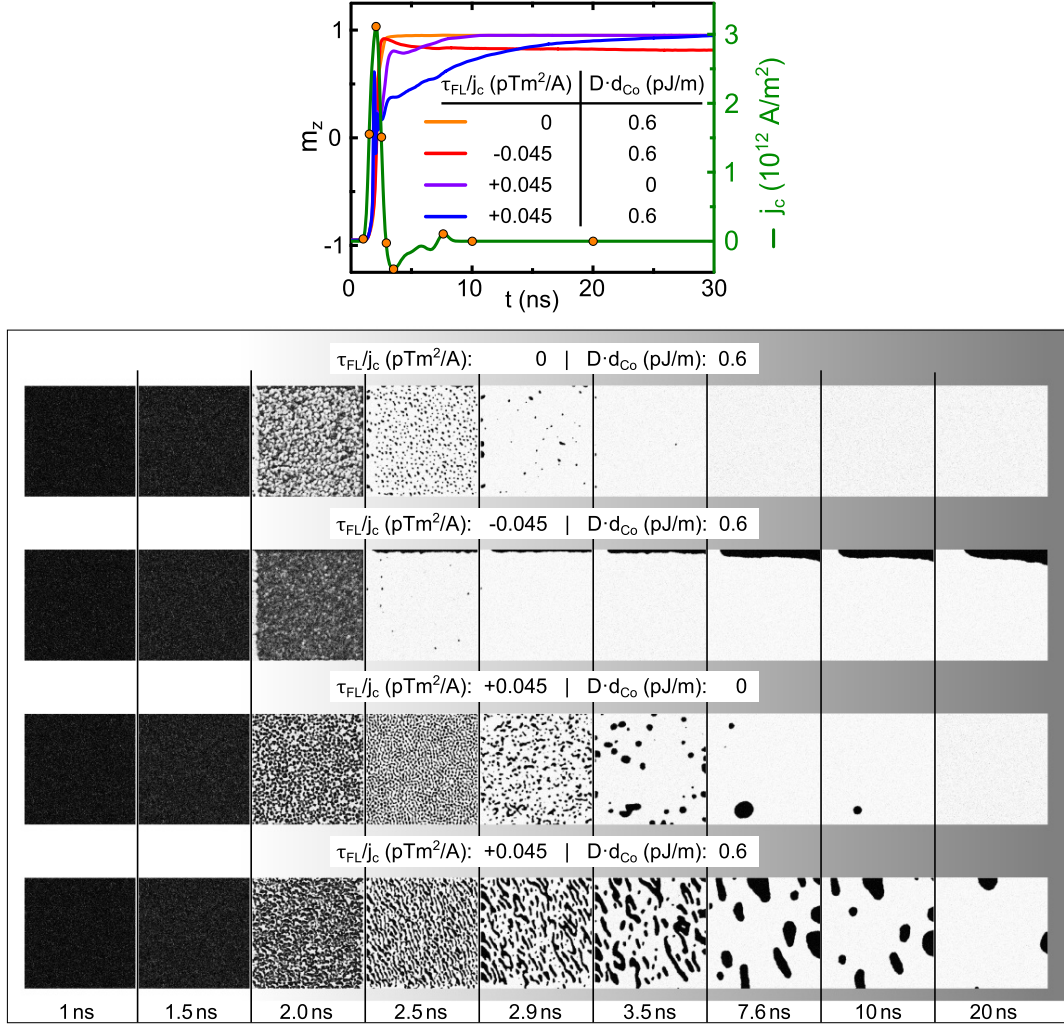 1
0
-1
m_z
τ_FL/j_c (pTm²/A) D·d_Co (pJ/m)
0 0.6
-0.045 0.6
+0.045 0
+0.045 0.6
3
2
1
0
j_c (10¹² A/m²)
0 10 20 30
t (ns)
τ_FL/j_c (pTm²/A): 0 | D·d_Co (pJ/m): 0.6
τ_FL/j_c (pTm²/A): -0.045 | D·d_Co (pJ/m): 0.6
τ_FL/j_c (pTm²/A): +0.045 | D·d_Co (pJ/m): 0
τ_FL/j_c (pTm²/A): +0.045 | D·d_Co (pJ/m): 0.6
1 ns 1.5 ns 2.0 ns 2.5 ns 2.9 ns 3.5 ns 7.6 ns 10 ns 20 ns